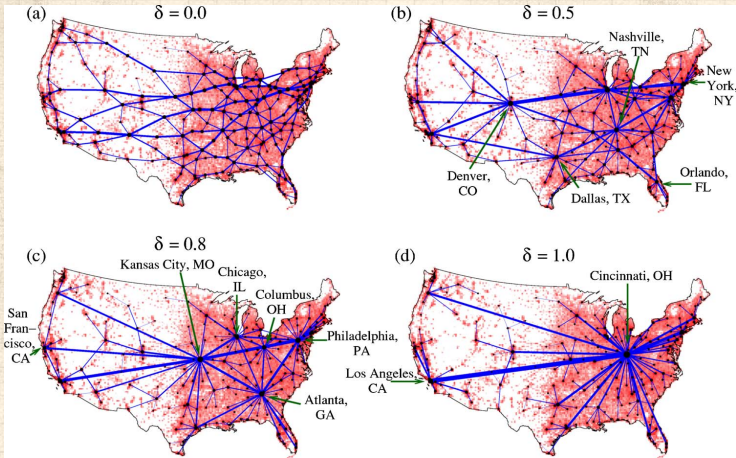 (a)
δ = 0.0
(b)
δ = 0.5
Nashville,
TN
New
York,
NY
Denver,
CO
Dallas, TX
Orlando,
FL
(c)
δ = 0.8
Kansas City, MO
Chicago,
IL
Columbus,
OH
San
Fran-
cisco,
CA
Philadelphia,
PA
Atlanta,
GA
(d)
δ = 1.0
Cincinnati, OH
Los Angeles,
CA